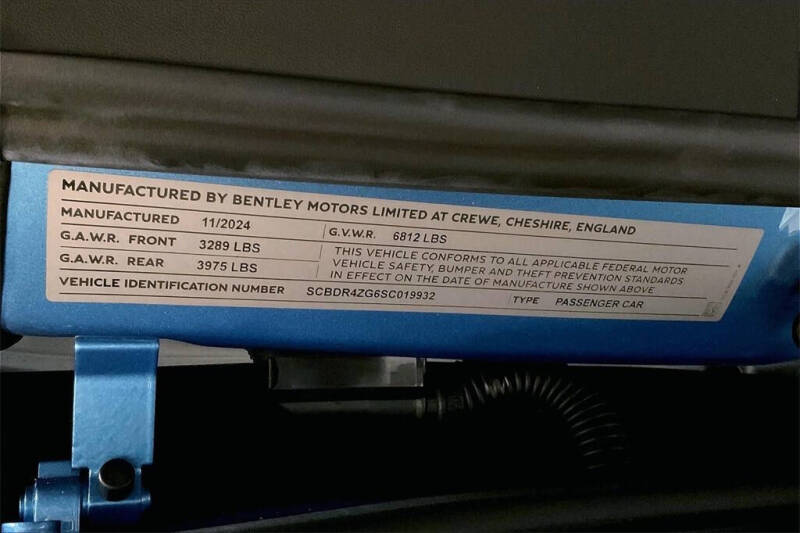 MANUFACTURED BY BENTLEY MOTORS LIMITED AT CREWE, CHESHIRE, ENGLAND
MANUFACTURED 11/2024 G.V.W.R. 6812 LBS
G.A.W.R. FRONT 3289 LBS
THIS VEHICLE CONFORMS TO ALL APPLICABLE FEDERAL MOTOR
G.A.W.R. REAR 3975 LBS
VEHICLE SAFETY, BUMPER AND THEFT PREVENTION STANDARDS
IN EFFECT ON THE DATE OF MANUFACTURE SHOWN ABOVE
VEHICLE IDENTIFICATION NUMBER SCBDR4ZG6SC019932 TYPE PASSENGER CAR